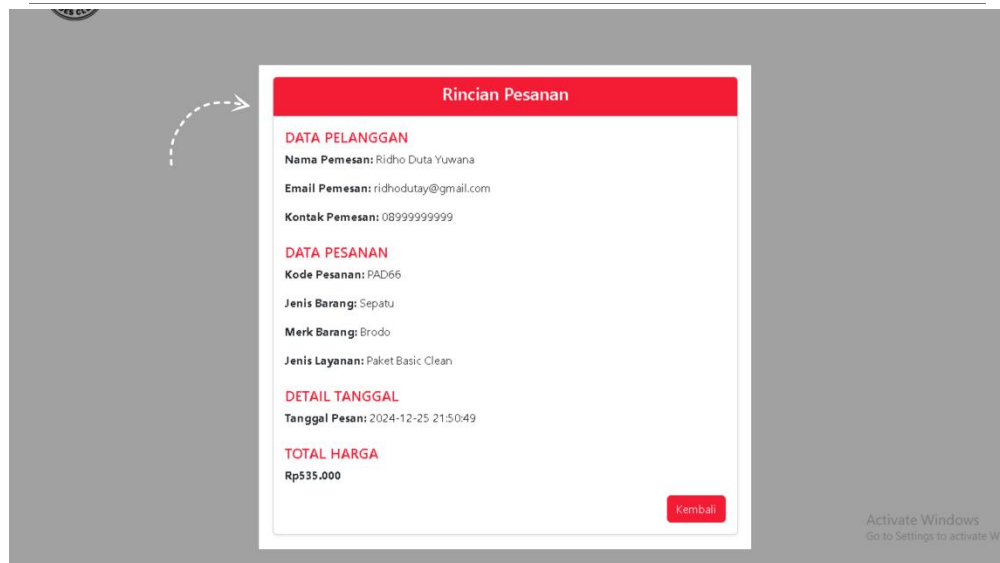 Rincian Pesanan
DATA PELANGGAN
Nama Pemesan: Ridho Duta Yuwana
Email Pemesan: ridhodutay@gmail.com
Kontak Pemesan: 08999999999
DATA PESANAN
Kode Pesanan: PAD66
Jenis Barang: Sepatu
Merk Barang: Brodo
Jenis Layanan: Paket Basic Clean
DETAIL TANGGAL
Tanggal Pesan: 2024-12-25 21:50:49
TOTAL HARGA
Rp535.000
Kembali
Activate Windows
Go to Settings to activate W